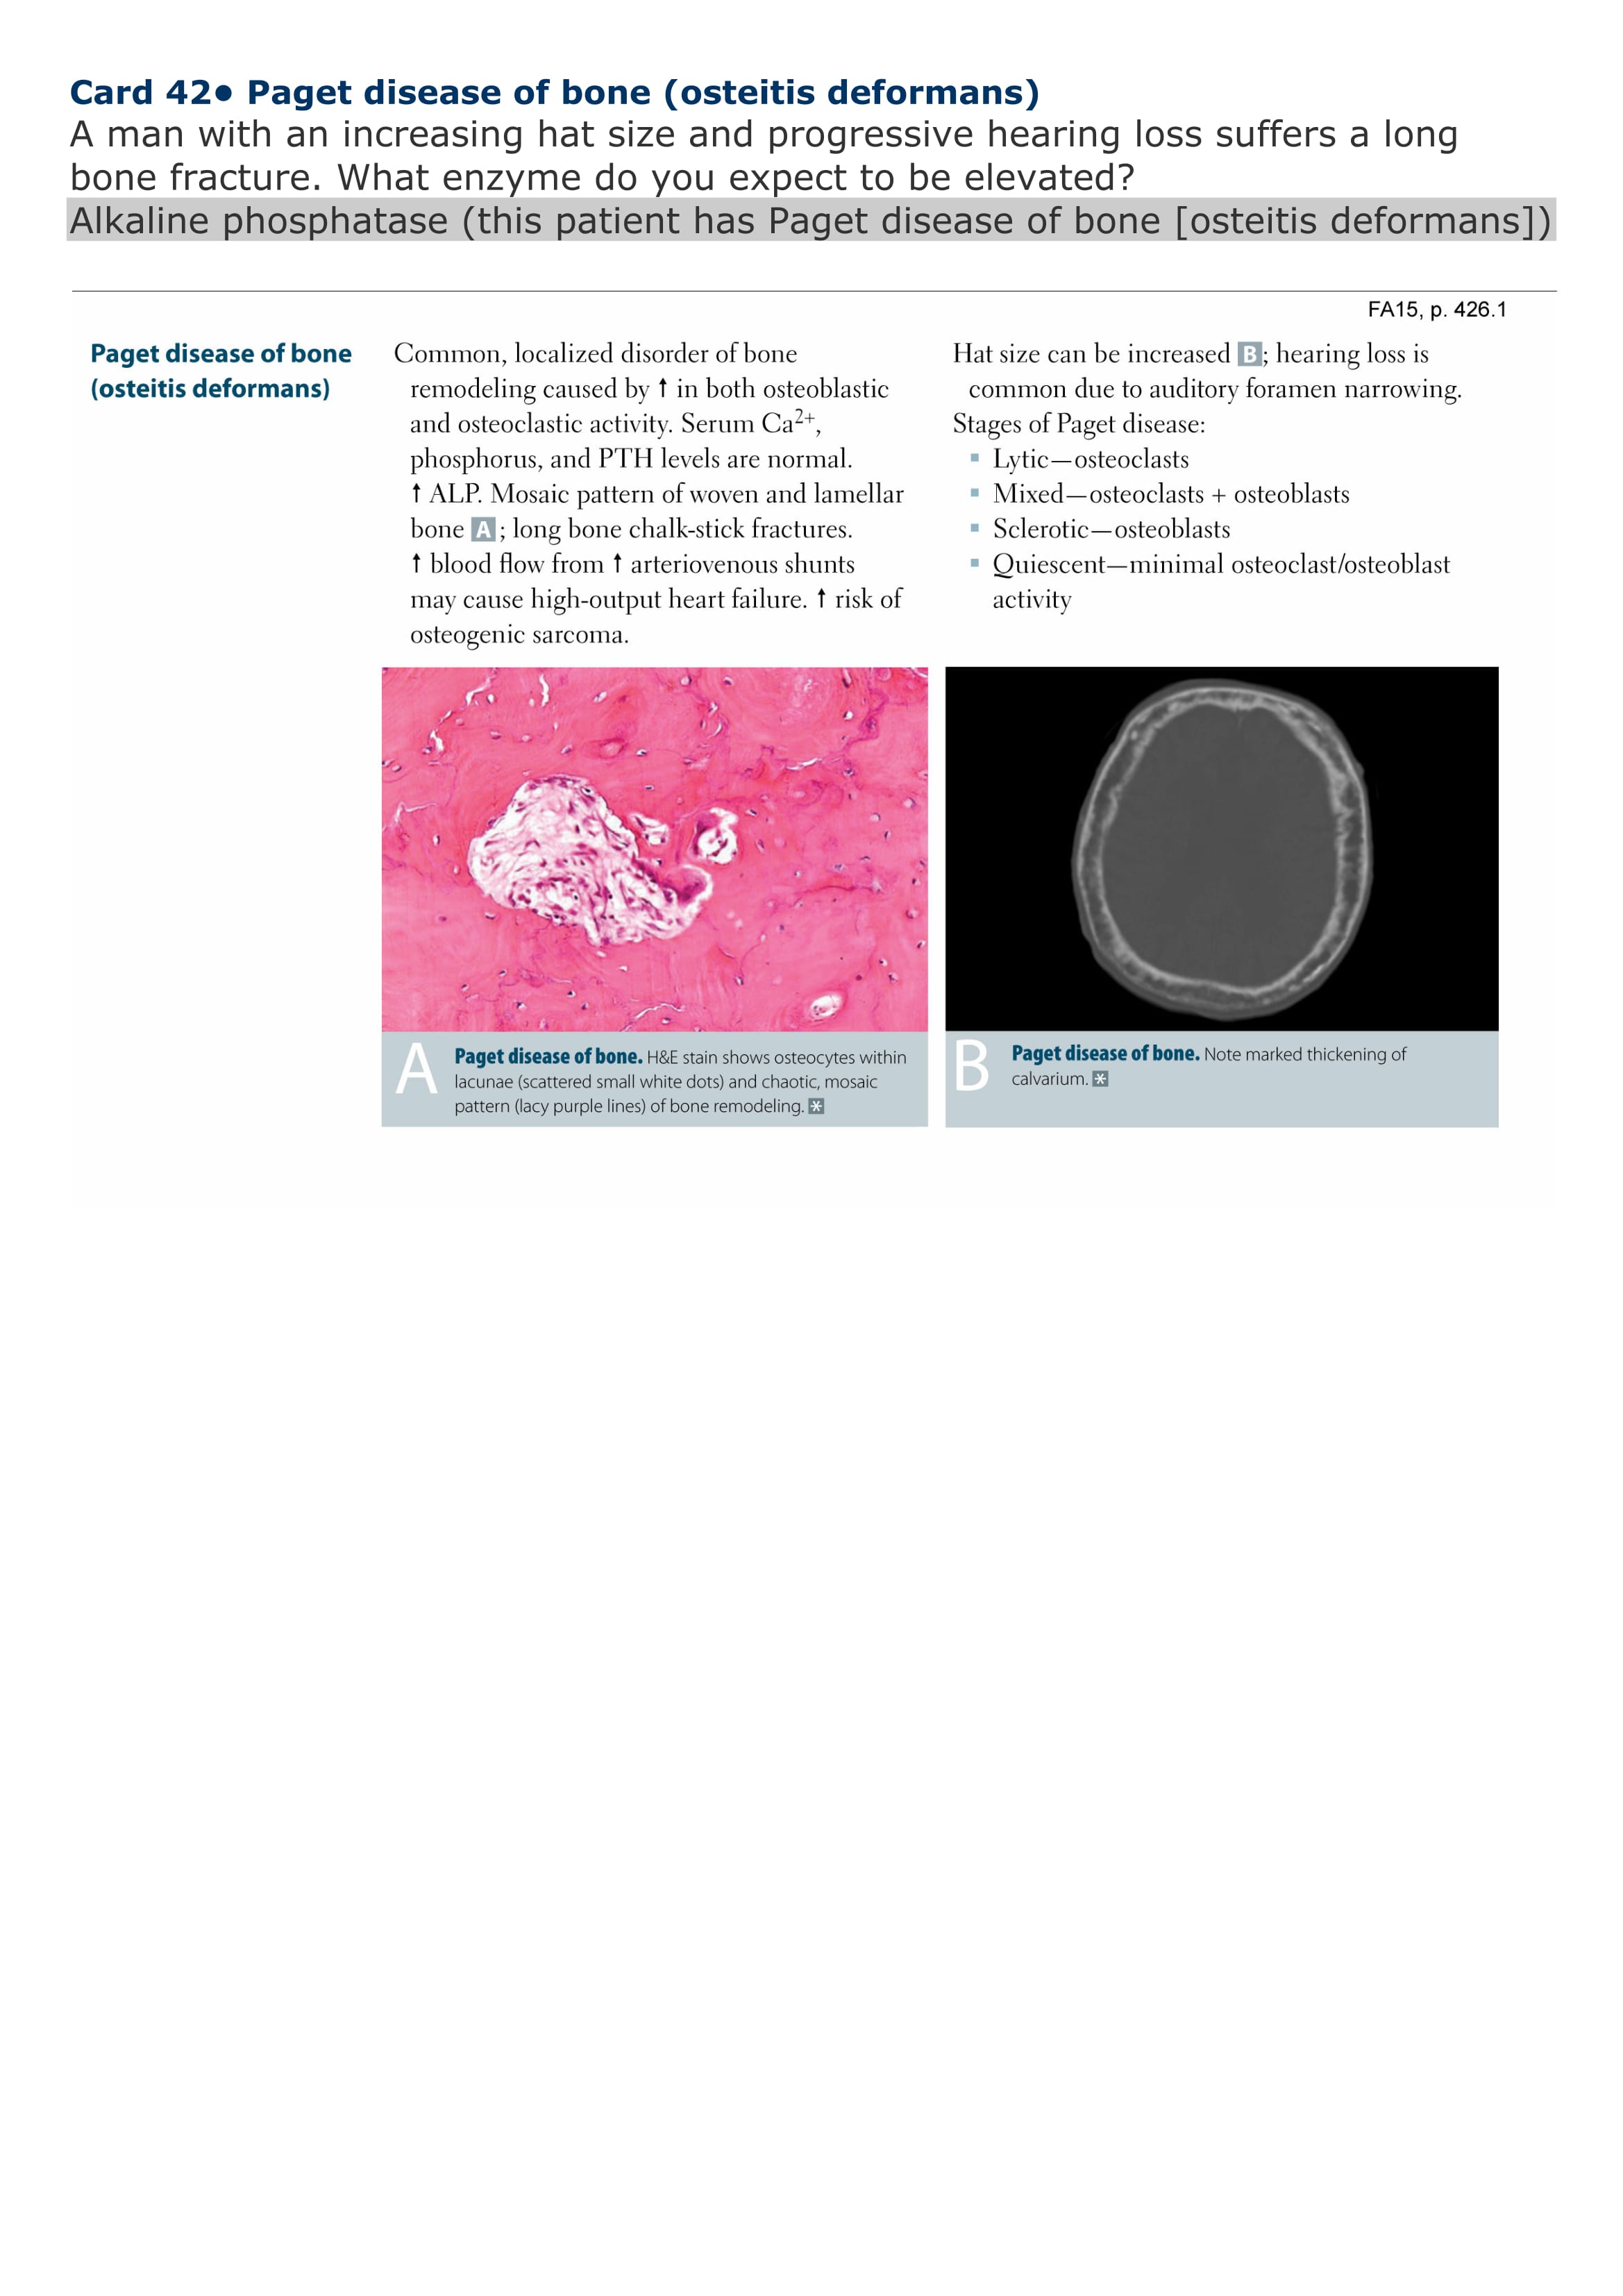 Card 42● Paget disease of bone (osteitis deformans)
A man with an increasing hat size and progressive hearing loss suffers a long
bone fracture. What enzyme do you expect to be elevated?
Alkaline phosphatase (this patient has Paget disease of bone [osteitis deformans])
FA15, p. 426.1
Paget disease of bone
(osteitis deformans)
Common, localized disorder of bone
remodeling caused by ↑ in both osteoblastic
and osteoclastic activity. Serum Ca²⁺,
phosphorus, and PTH levels are normal.
↑ ALP. Mosaic pattern of woven and lamellar
bone A; long bone chalk-stick fractures.
↑ blood flow from ↑ arteriovenous shunts
may cause high-output heart failure. ↑ risk of
osteogenic sarcoma.
Hat size can be increased B; hearing loss is
common due to auditory foramen narrowing.
Stages of Paget disease:
▪ Lytic—osteoclasts
▪ Mixed—osteoclasts + osteoblasts
▪ Sclerotic—osteoblasts
▪ Quiescent—minimal osteoclast/osteoblast
activity
A
Paget disease of bone. H&E stain shows osteocytes within
lacunae (scattered small white dots) and chaotic, mosaic
pattern (lacy purple lines) of bone remodeling. *
B
Paget disease of bone. Note marked thickening of
calvarium. *